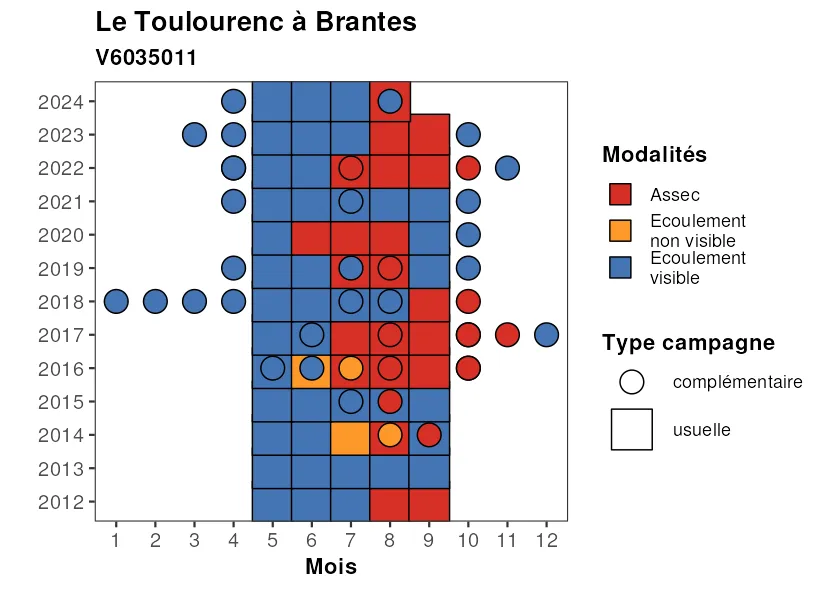 Le Toulourenc à Brantes
V6035011
2024
2023
2022
2021
2020
2019
2018
2017
2016
2015
2014
2013
2012
1 2 3 4 5 6 7 8 9 10 11 12
Mois
Modalités
Assec
Ecoulement
non visible
Ecoulement
visible
Type campagne
complémentaire
usuelle